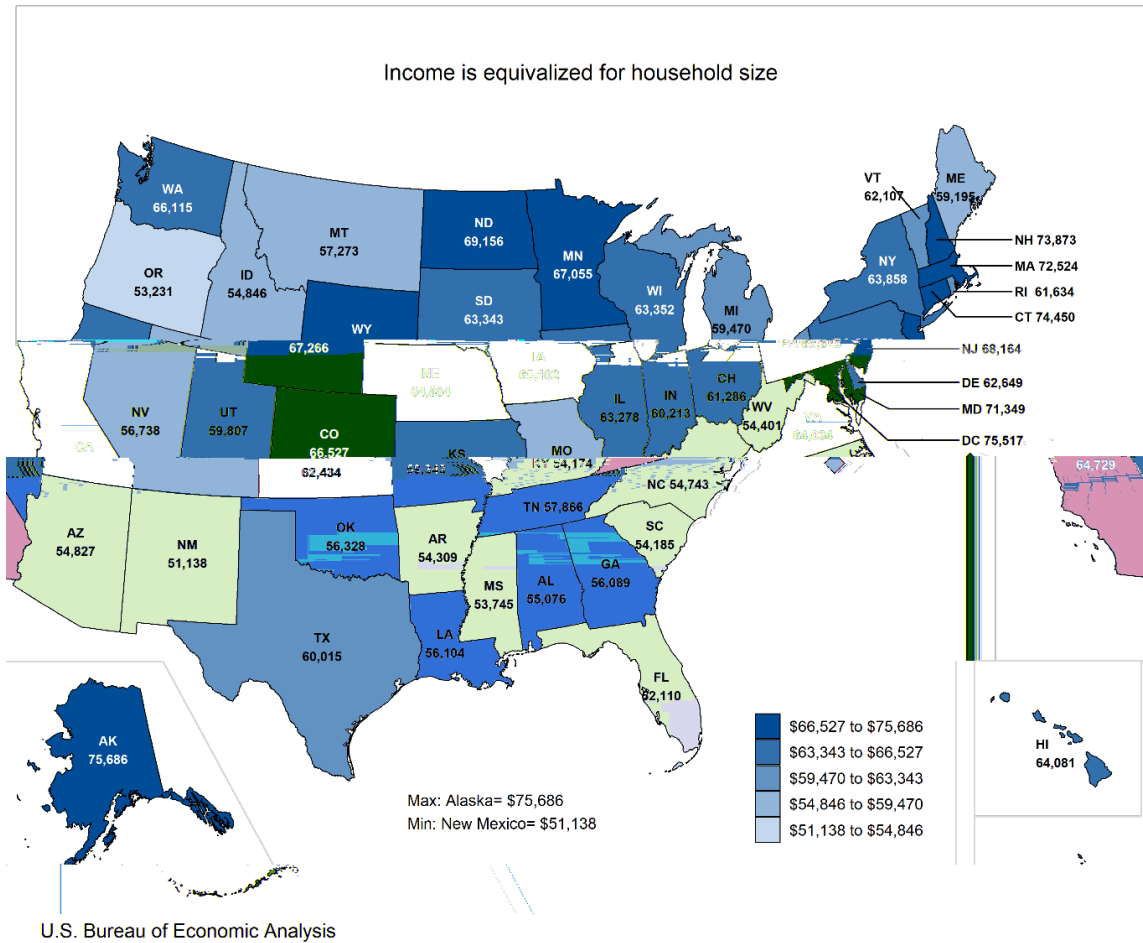 Income is equivalized for household size
WA
66,115
OR
53,231
ID
54,846
MT
57,273
WY
67,266
ND
69,156
SD
63,343
MN
67,055
WI
63,352
MI
59,470
VT
62,107
ME
59,195
NY
63,858
NH 73,873
MA 72,524
RI 61,634
CT 74,450
NJ 68,164
DE 62,649
MD 71,349
DC 75,517
CA
NV
56,738
UT
59,807
CO
66,527
62,434
NE
IA
KS
MO
IL
63,278
IN
60,213
CH
61,286
WV
54,401
VA
KY 54,174
64,729
AZ
54,827
NM
51,138
OK
56,328
TX
60,015
AR
54,309
LA
56,104
MS
53,745
AL
55,076
TN 57,866
GA
56,089
NC 54,743
SC
54,185
FL
62,110
AK
75,686
HI
64,081
Max: Alaska= $75,686
Min: New Mexico= $51,138
$66,527 to $75,686
$63,343 to $66,527
$59,470 to $63,343
$54,846 to $59,470
$51,138 to $54,846
U.S. Bureau of Economic Analysis